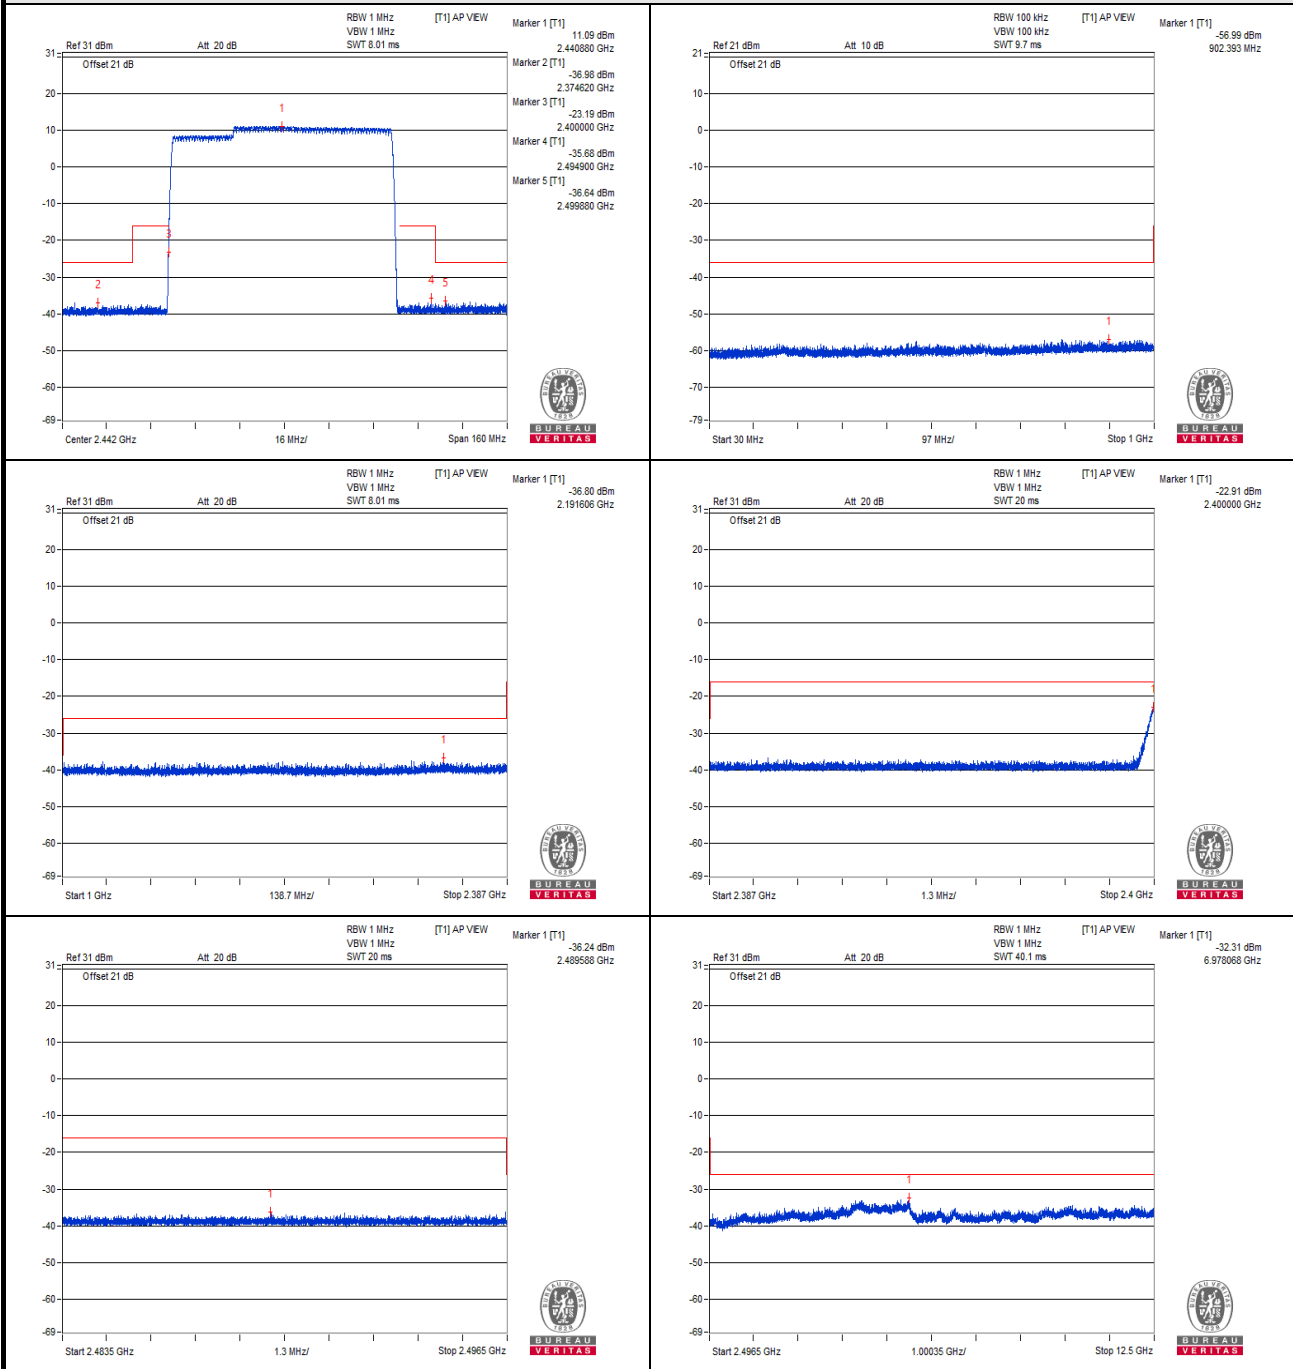 RBW 1 MHz [T1] AP VIEW
VBW 1 MHz
Ref 31 dBm Att 20 dB SWT 8.01 ms
Marker 1 [T1]
11.09 dBm
2.440880 GHz
Marker 2 [T1]
-36.98 dBm
2.374620 GHz
Marker 3 [T1]
-23.19 dBm
2.400000 GHz
Marker 4 [T1]
-35.68 dBm
2.494900 GHz
Marker 5 [T1]
-36.64 dBm
2.499880 GHz
31
Offset 21 dB
20
10
0
-10
-20
-30
-40
-50
-60
-69
1
2
3
4
5
Center 2.442 GHz 16 MHz/ Span 160 MHz
BUREAU VERITAS
1828
BUREAU
VERITAS
RBW 100 kHz [T1] AP VIEW
VBW 100 kHz
Ref 21 dBm Att 10 dB SWT 9.7 ms
Marker 1 [T1]
-56.99 dBm
902.393 MHz
21
Offset 21 dB
10
0
-10
-20
-30
-40
-50
-60
-70
-79
1
Start 30 MHz 97 MHz/ Stop 1 GHz
BUREAU VERITAS
1828
BUREAU
VERITAS
RBW 1 MHz [T1] AP VIEW
VBW 1 MHz
Ref 31 dBm Att 20 dB SWT 8.01 ms
Marker 1 [T1]
-36.80 dBm
2.191606 GHz
31
Offset 21 dB
20
10
0
-10
-20
-30
-40
-50
-60
-69
1
Start 1 GHz 138.7 MHz/ Stop 2.387 GHz
BUREAU VERITAS
1828
BUREAU
VERITAS
RBW 1 MHz [T1] AP VIEW
VBW 1 MHz
Ref 31 dBm Att 20 dB SWT 20 ms
Marker 1 [T1]
-22.91 dBm
2.400000 GHz
31
Offset 21 dB
20
10
0
-10
-20
-30
-40
-50
-60
-69
1
Start 2.387 GHz 1.3 MHz/ Stop 2.4 GHz
BUREAU VERITAS
1828
BUREAU
VERITAS
RBW 1 MHz [T1] AP VIEW
VBW 1 MHz
Ref 31 dBm Att 20 dB SWT 20 ms
Marker 1 [T1]
-36.24 dBm
2.489588 GHz
31
Offset 21 dB
20
10
0
-10
-20
-30
-40
-50
-60
-69
1
Start 2.4835 GHz 1.3 MHz/ Stop 2.4965 GHz
BUREAU VERITAS
1828
BUREAU
VERITAS
RBW 1 MHz [T1] AP VIEW
VBW 1 MHz
Ref 31 dBm Att 20 dB SWT 40.1 ms
Marker 1 [T1]
-32.31 dBm
6.978068 GHz
31
Offset 21 dB
20
10
0
-10
-20
-30
-40
-50
-60
-69
1
Start 2.4965 GHz 1.00035 GHz/ Stop 12.5 GHz
BUREAU VERITAS
1828
BUREAU
VERITAS